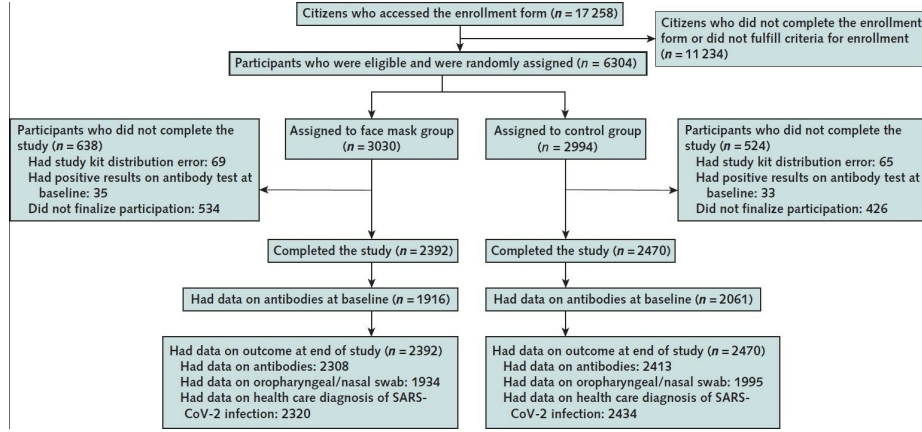 Citizens who accessed the enrollment form (n = 17 258)
Citizens who did not complete the enrollment
form or did not fulfill criteria for enrollment
(n = 11 234)
Participants who were eligible and were randomly assigned (n = 6304)
Participants who did not complete the
study (n = 638)
Had study kit distribution error: 69
Had positive results on antibody test at
baseline: 35
Did not finalize participation: 534
Assigned to face mask group
(n = 3030)
Assigned to control group
(n = 2994)
Participants who did not complete the
study (n = 524)
Had study kit distribution error: 65
Had positive results on antibody test at
baseline: 33
Did not finalize participation: 426
Completed the study (n = 2392)
Completed the study (n = 2470)
Had data on antibodies at baseline (n = 1916)
Had data on antibodies at baseline (n = 2061)
Had data on outcome at end of study (n = 2392)
Had data on antibodies: 2308
Had data on oropharyngeal/nasal swab: 1934
Had data on health care diagnosis of SARS-
CoV-2 infection: 2320
Had data on outcome at end of study (n = 2470)
Had data on antibodies: 2413
Had data on oropharyngeal/nasal swab: 1995
Had data on health care diagnosis of SARS-
CoV-2 infection: 2434